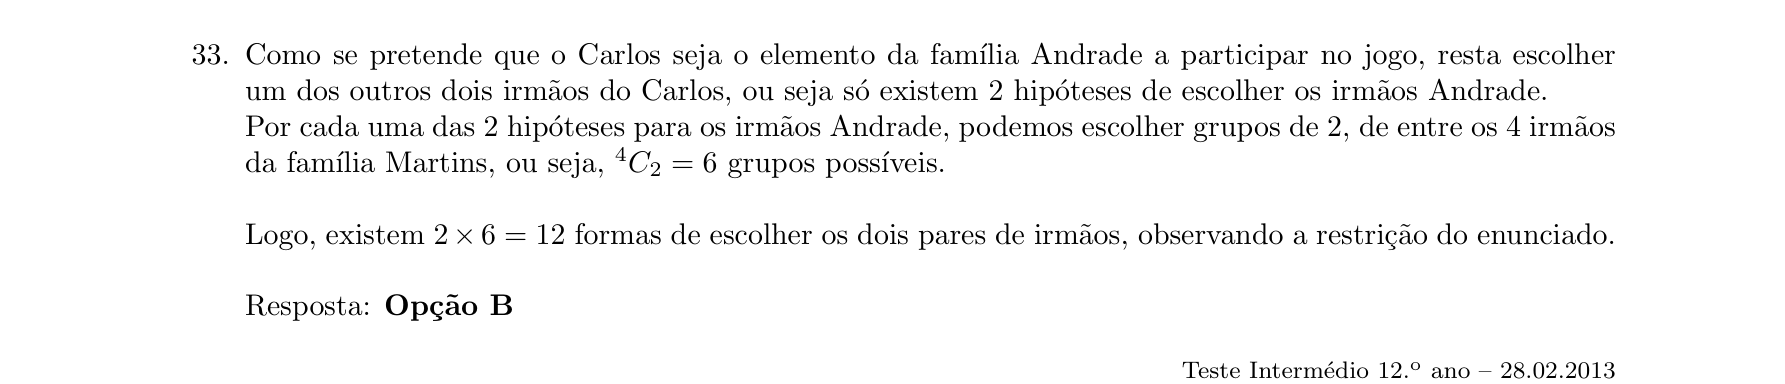 33. Como se pretende que o Carlos seja o elemento da família Andrade a participar no jogo, resta escolher
um dos outros dois irmãos do Carlos, ou seja só existem 2 hipóteses de escolher os irmãos Andrade.
Por cada uma das 2 hipóteses para os irmãos Andrade, podemos escolher grupos de 2, de entre os 4 irmãos
da família Martins, ou seja, ⁴C₂ = 6 grupos possíveis.
Logo, existem 2 × 6 = 12 formas de escolher os dois pares de irmãos, observando a restrição do enunciado.
Resposta: Opção B
Teste Intermédio 12.º ano – 28.02.2013